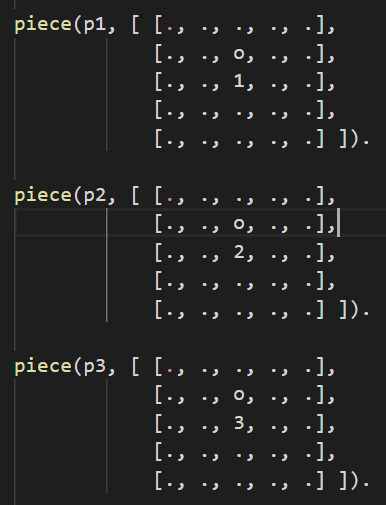 piece(p1, [ [., ., ., ., .],
[., ., o, ., .],
[., ., 1, ., .],
[., ., ., ., .],
[., ., ., ., .] ]).
piece(p2, [ [., ., ., ., .],
[., ., o, ., .],
[., ., 2, ., .],
[., ., ., ., .],
[., ., ., ., .] ]).
piece(p3, [ [., ., ., ., .],
[., ., o, ., .],
[., ., 3, ., .],
[., ., ., ., .],
[., ., ., ., .] ]).